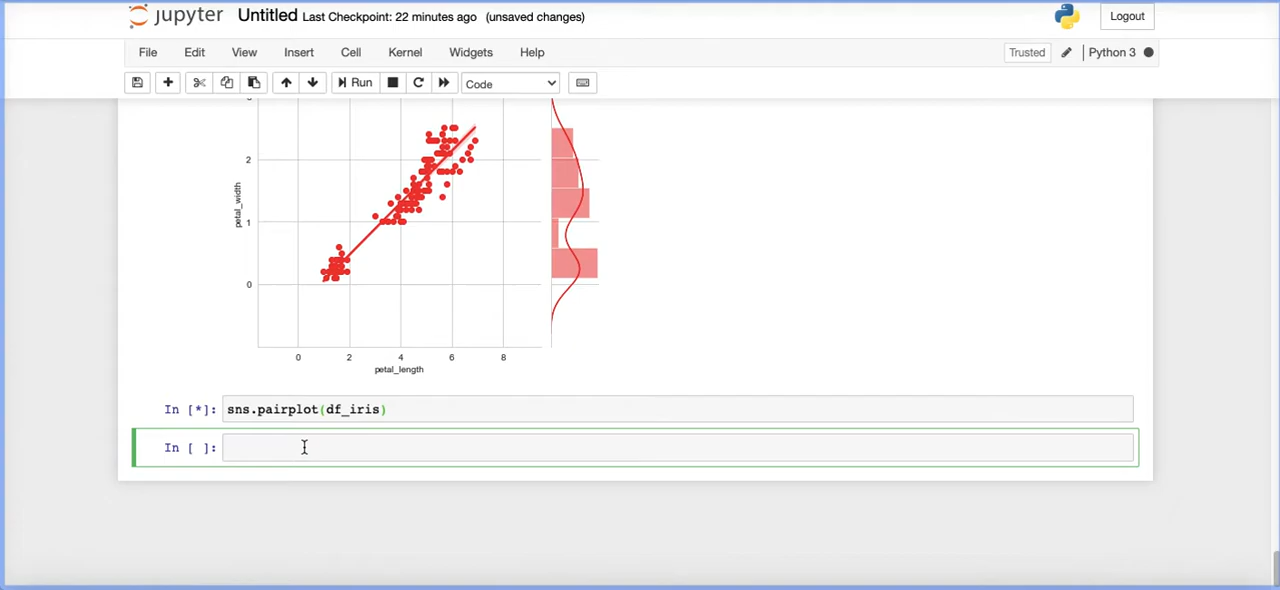 jupyter Untitled Last Checkpoint: 22 minutes ago (unsaved changes) Logout
File Edit View Insert Cell Kernel Widgets Help Trusted Python 3
Run Code
2
1
0
petal_width
0 2 4 6 8
petal_length
In [*]: sns.pairplot(df_iris)
In [ ]: